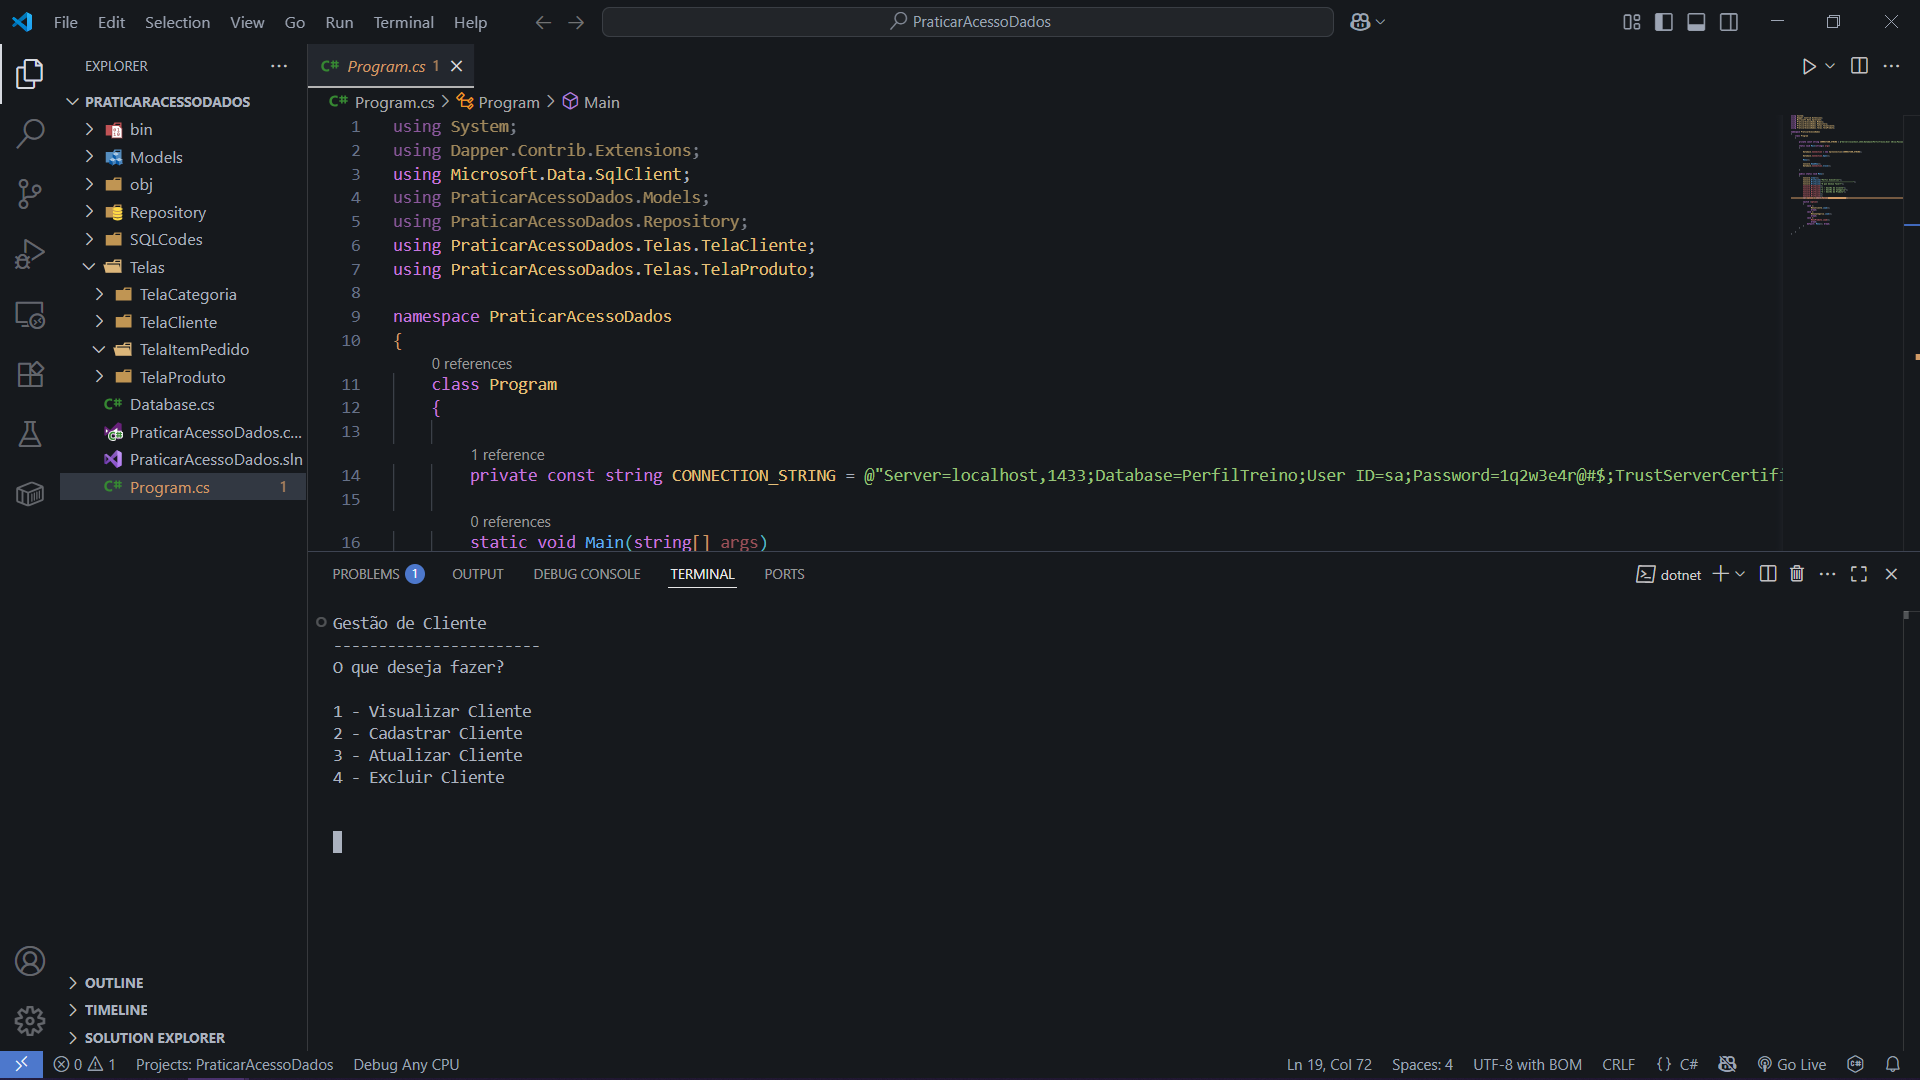 File Edit Selection View Go Run Terminal Help
PraticarAcessoDados
EXPLORER
PRATICARACESSODADOS
bin
Models
obj
Repository
SQLCodes
Telas
TelaCategoria
TelaCliente
TelaItemPedido
TelaProduto
Database.cs
PraticarAcessoDados.c...
PraticarAcessoDados.sln
Program.cs 1
OUTLINE
TIMELINE
SOLUTION EXPLORER
C# Program.cs 1
C# Program.cs > Program > Main
1 using System;
2 using Dapper.Contrib.Extensions;
3 using Microsoft.Data.SqlClient;
4 using PraticarAcessoDados.Models;
5 using PraticarAcessoDados.Repository;
6 using PraticarAcessoDados.Telas.TelaCliente;
7 using PraticarAcessoDados.Telas.TelaProduto;
8
9 namespace PraticarAcessoDados
10 {
0 references
11 class Program
12 {
13
1 reference
14 private const string CONNECTION_STRING = @"Server=localhost,1433;Database=PerfilTreino;User ID=sa;Password=1q2w3e4r@#$;TrustServerCertifi
15
0 references
16 static void Main(string[] args)
PROBLEMS 1 OUTPUT DEBUG CONSOLE TERMINAL PORTS
dotnet
Gestão de Cliente
-----------------------
O que deseja fazer?
1 - Visualizar Cliente
2 - Cadastrar Cliente
3 - Atualizar Cliente
4 - Excluir Cliente
0 1 Projects: PraticarAcessoDados Debug Any CPU
Ln 19, Col 72 Spaces: 4 UTF-8 with BOM CRLF {} C# Go Live